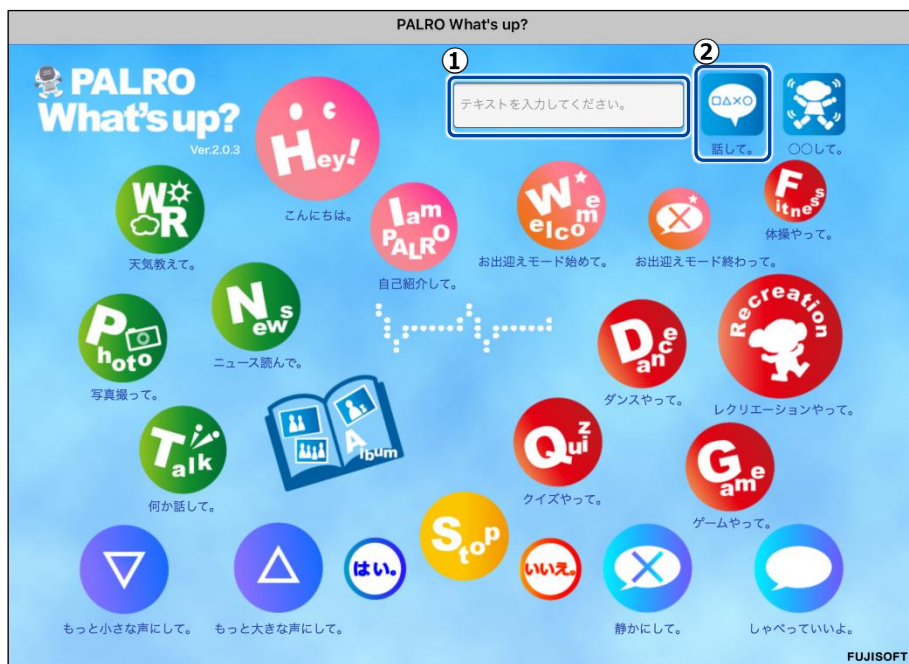 PALRO What's up?
①
②
PALRO
What's up?
Ver.2.0.3
テキストを入力してください。
話して。
○○して。
Hey!
こんにちは。
WR
天気教えて。
I am PALRO
自己紹介して。
Welcome
お出迎えモード始めて。
お出迎えモード終わって。
Fitness
体操やって。
Photo
写真撮って。
News
ニュース読んで。
Dance
ダンスやって。
Recreation
レクリエーションやって。
Talk
何か話して。
Album
Quiz
クイズやって。
Game
ゲームやって。
もっと小さな声にして。
もっと大きな声にして。
はい。
Stop
いいえ。
静かにして。
しゃべっていいよ。
FUJISOFT